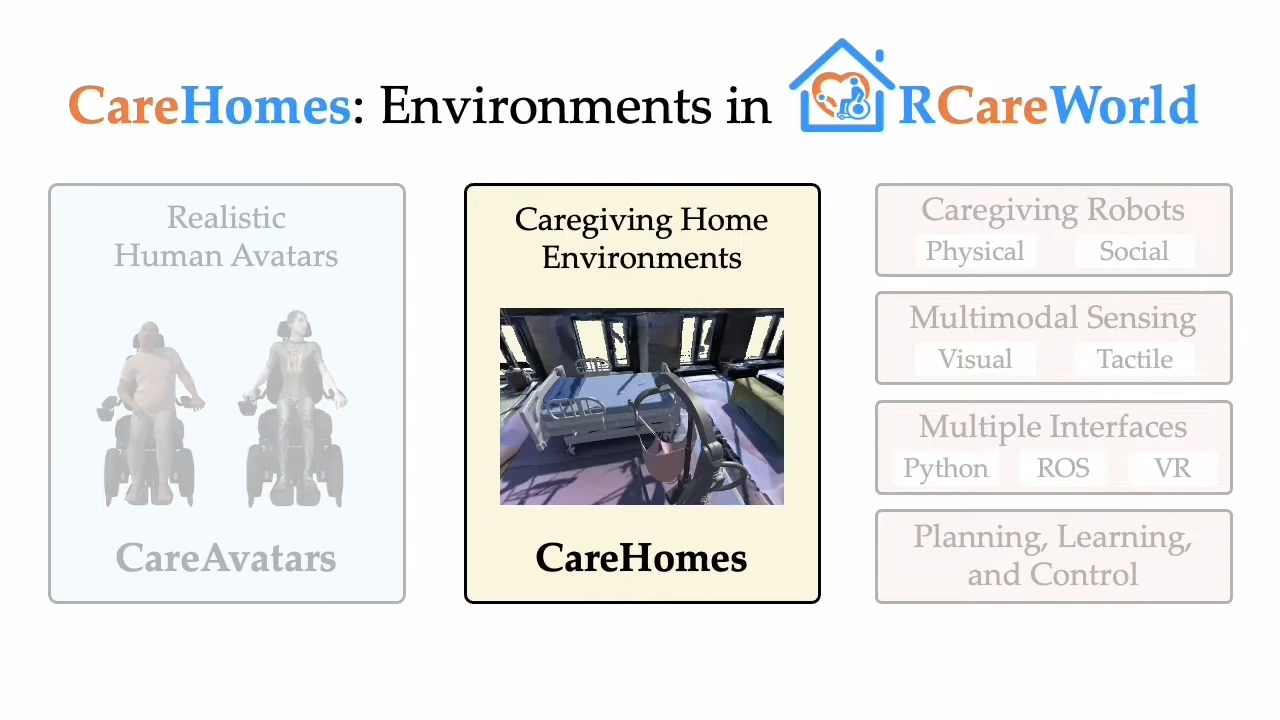 CareHomes: Environments in RCareWorld
Realistic
Human Avatars
CareAvatars
Caregiving Home
Environments
CareHomes
Caregiving Robots
Physical Social
Multimodal Sensing
Visual Tactile
Multiple Interfaces
Python ROS VR
Planning, Learning,
and Control